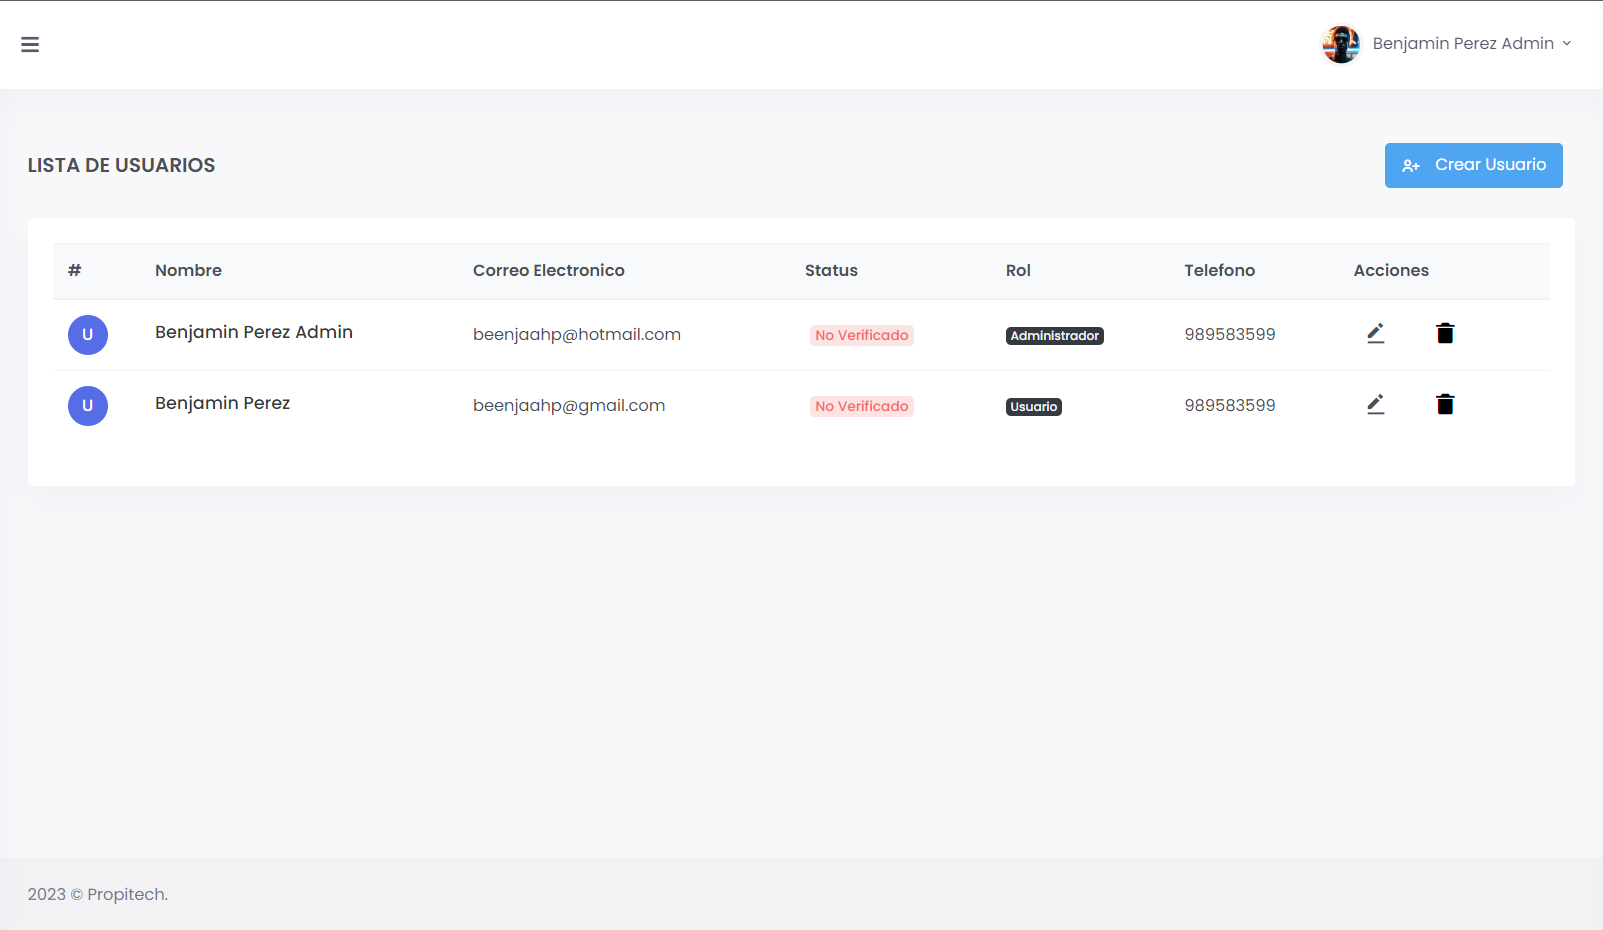 Benjamin Perez Admin
LISTA DE USUARIOS
Crear Usuario
# Nombre Correo Electronico Status Rol Telefono Acciones
U Benjamin Perez Admin beenjaahp@hotmail.com No Verificado Administrador 989583599
U Benjamin Perez beenjaahp@gmail.com No Verificado Usuario 989583599
2023 © Propitech.